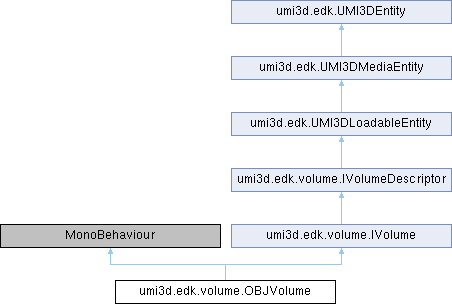 umi3d.edk.UMI3DEntity
umi3d.edk.UMI3DMediaEntity
umi3d.edk.UMI3DLoadableEntity
umi3d.edk.volume.IVolumeDescriptor
MonoBehaviour
umi3d.edk.volume.IVolume
umi3d.edk.volume.OBJVolume